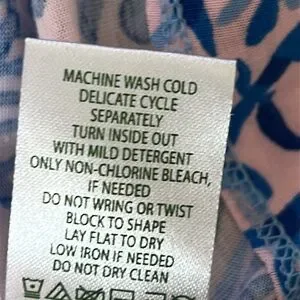 MACHINE WASH COLD
DELICATE CYCLE
SEPARATELY
TURN INSIDE OUT
WITH MILD DETERGENT
ONLY NON-CHLORINE BLEACH,
IF NEEDED
DO NOT WRING OR TWIST
BLOCK TO SHAPE
LAY FLAT TO DRY
LOW IRON IF NEEDED
DO NOT DRY CLEAN